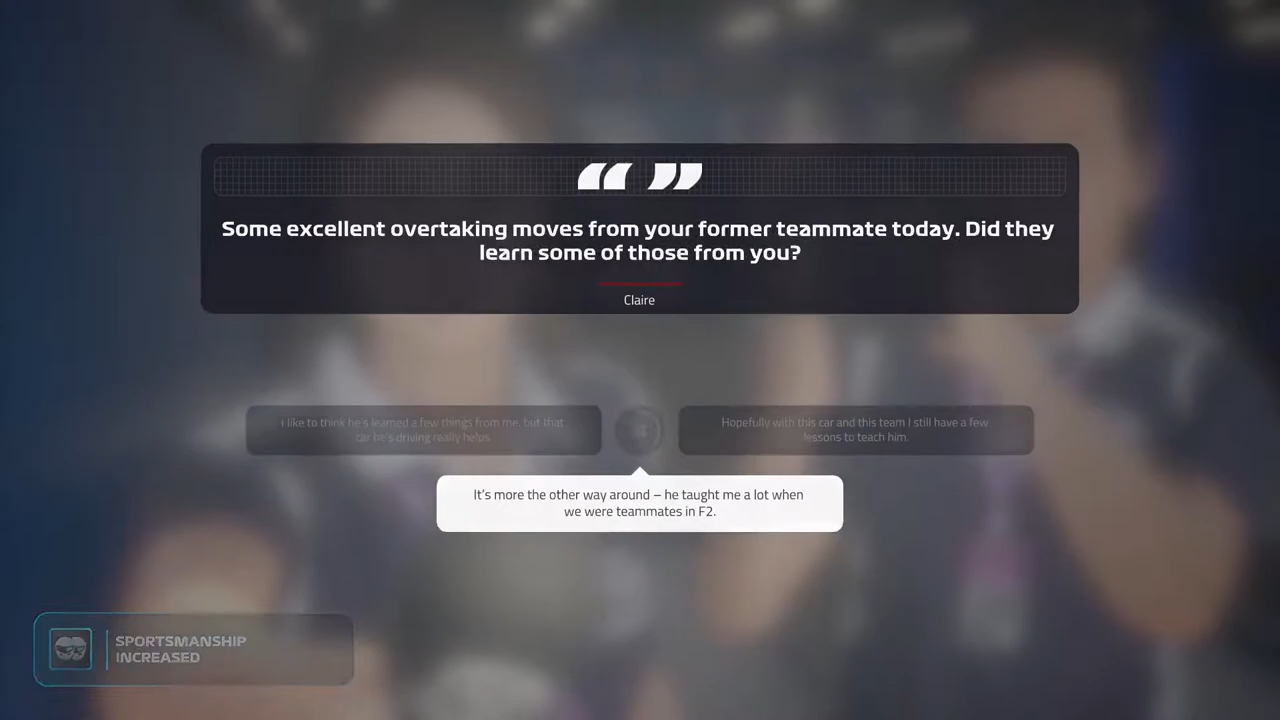 “ ”
Some excellent overtaking moves from your former teammate today. Did they
learn some of those from you?
Claire
I like to think he's learned a few things from me, but that
car he's driving really helps.
Hopefully with this car and this team I still have a few
lessons to teach him.
It's more the other way around – he taught me a lot when
we were teammates in F2.
SPORTSMANSHIP
INCREASED